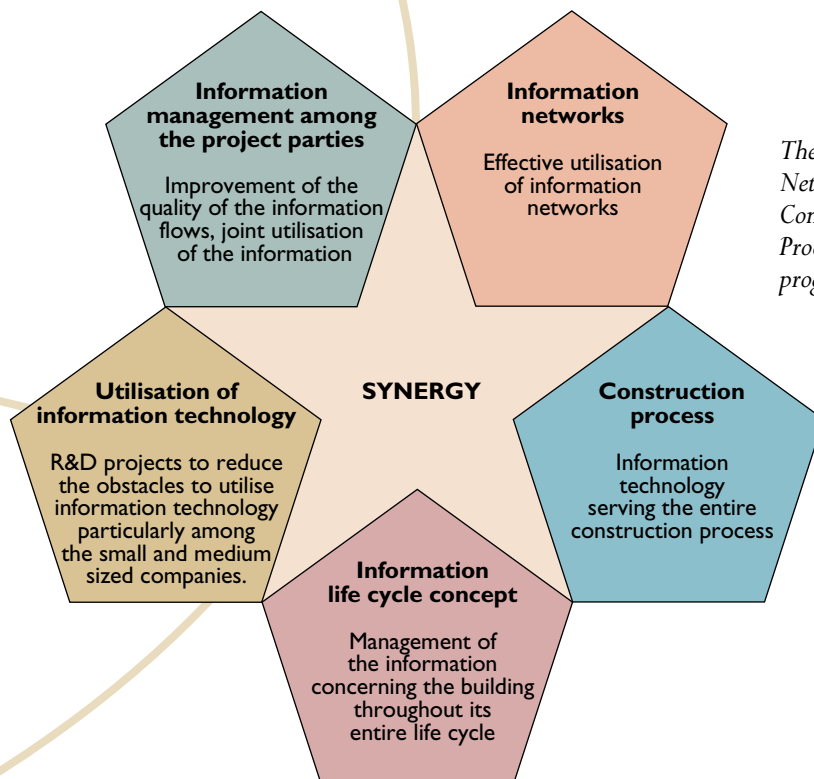 Information
management among
the project parties
Improvement of the
quality of the information
flows, joint utilisation
of the information
Information
networks
Effective utilisation
of information
networks
The
Net
Con
SYNERGY
Utilisation of
information technology
R&D projects to reduce
the obstacles to utilise
information technology
particularly among
the small and medium
sized companies.
Construction
process
Information
technology
serving the entire
construction process
Information
life cycle concept
Management of
the information
concerning the building
throughout its
entire life cycle